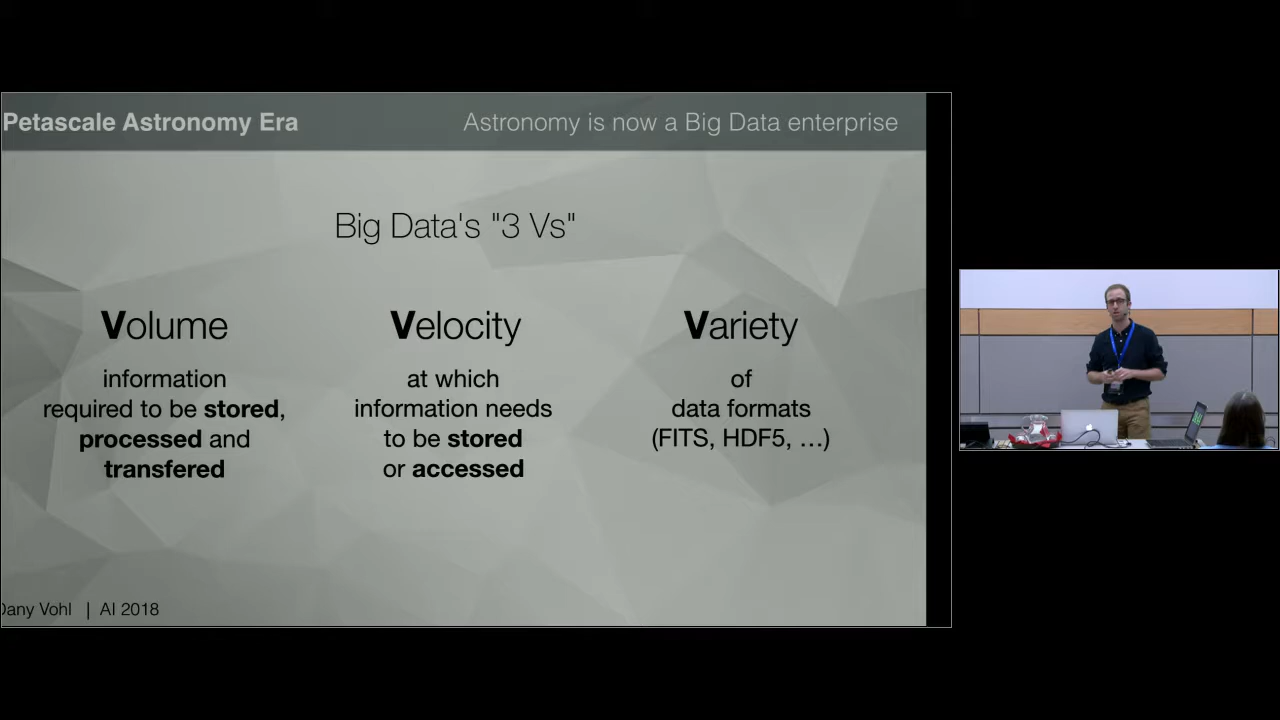 Petascale Astronomy Era
Astronomy is now a Big Data enterprise
Big Data's "3 Vs"
Volume
information
required to be stored,
processed and
transfered
Velocity
at which
information needs
to be stored
or accessed
Variety
of
data formats
(FITS, HDF5, …)
Dany Vohl | AI 2018